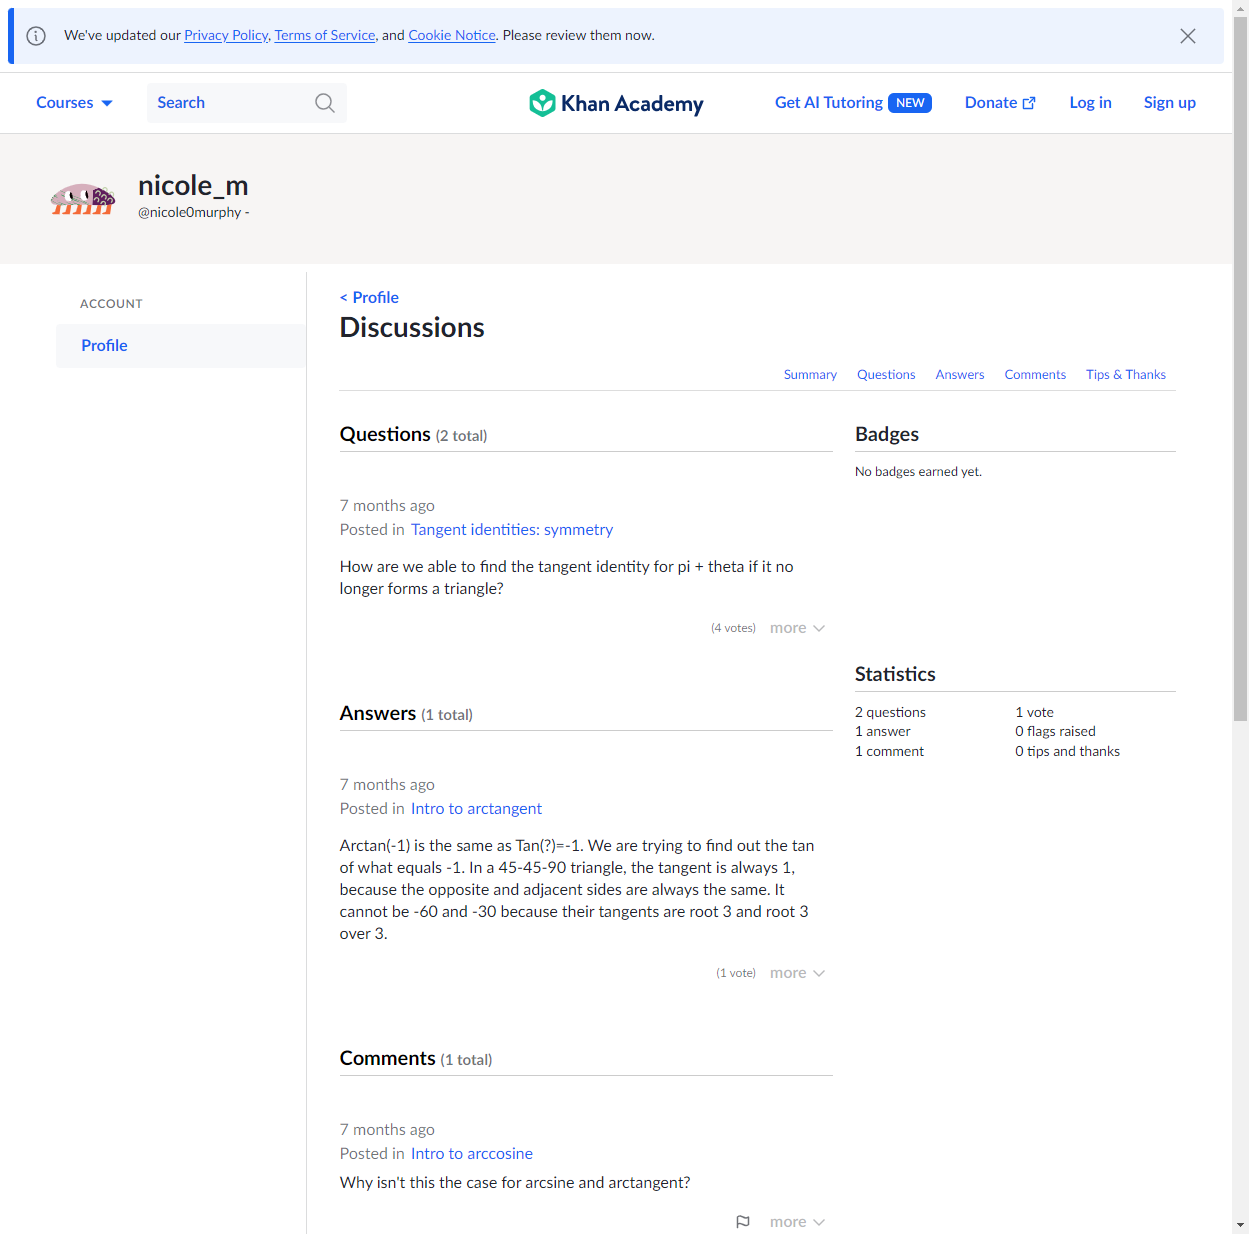 We've updated our Privacy Policy, Terms of Service, and Cookie Notice. Please review them now.
Courses
Search
Khan Academy
Get AI Tutoring NEW
Donate
Log in
Sign up
nicole_m
@nicole0murphy -
ACCOUNT
Profile
< Profile
Discussions
Summary Questions Answers Comments Tips & Thanks
Questions (2 total)
7 months ago
Posted in Tangent identities: symmetry
How are we able to find the tangent identity for pi + theta if it no
longer forms a triangle?
(4 votes) more
Answers (1 total)
7 months ago
Posted in Intro to arctangent
Arctan(-1) is the same as Tan(?)=-1. We are trying to find out the tan
of what equals -1. In a 45-45-90 triangle, the tangent is always 1,
because the opposite and adjacent sides are always the same. It
cannot be -60 and -30 because their tangents are root 3 and root 3
over 3.
(1 vote) more
Comments (1 total)
7 months ago
Posted in Intro to arccosine
Why isn't this the case for arcsine and arctangent?
more
Badges
No badges earned yet.
Statistics
2 questions 1 vote
1 answer 0 flags raised
1 comment 0 tips and thanks